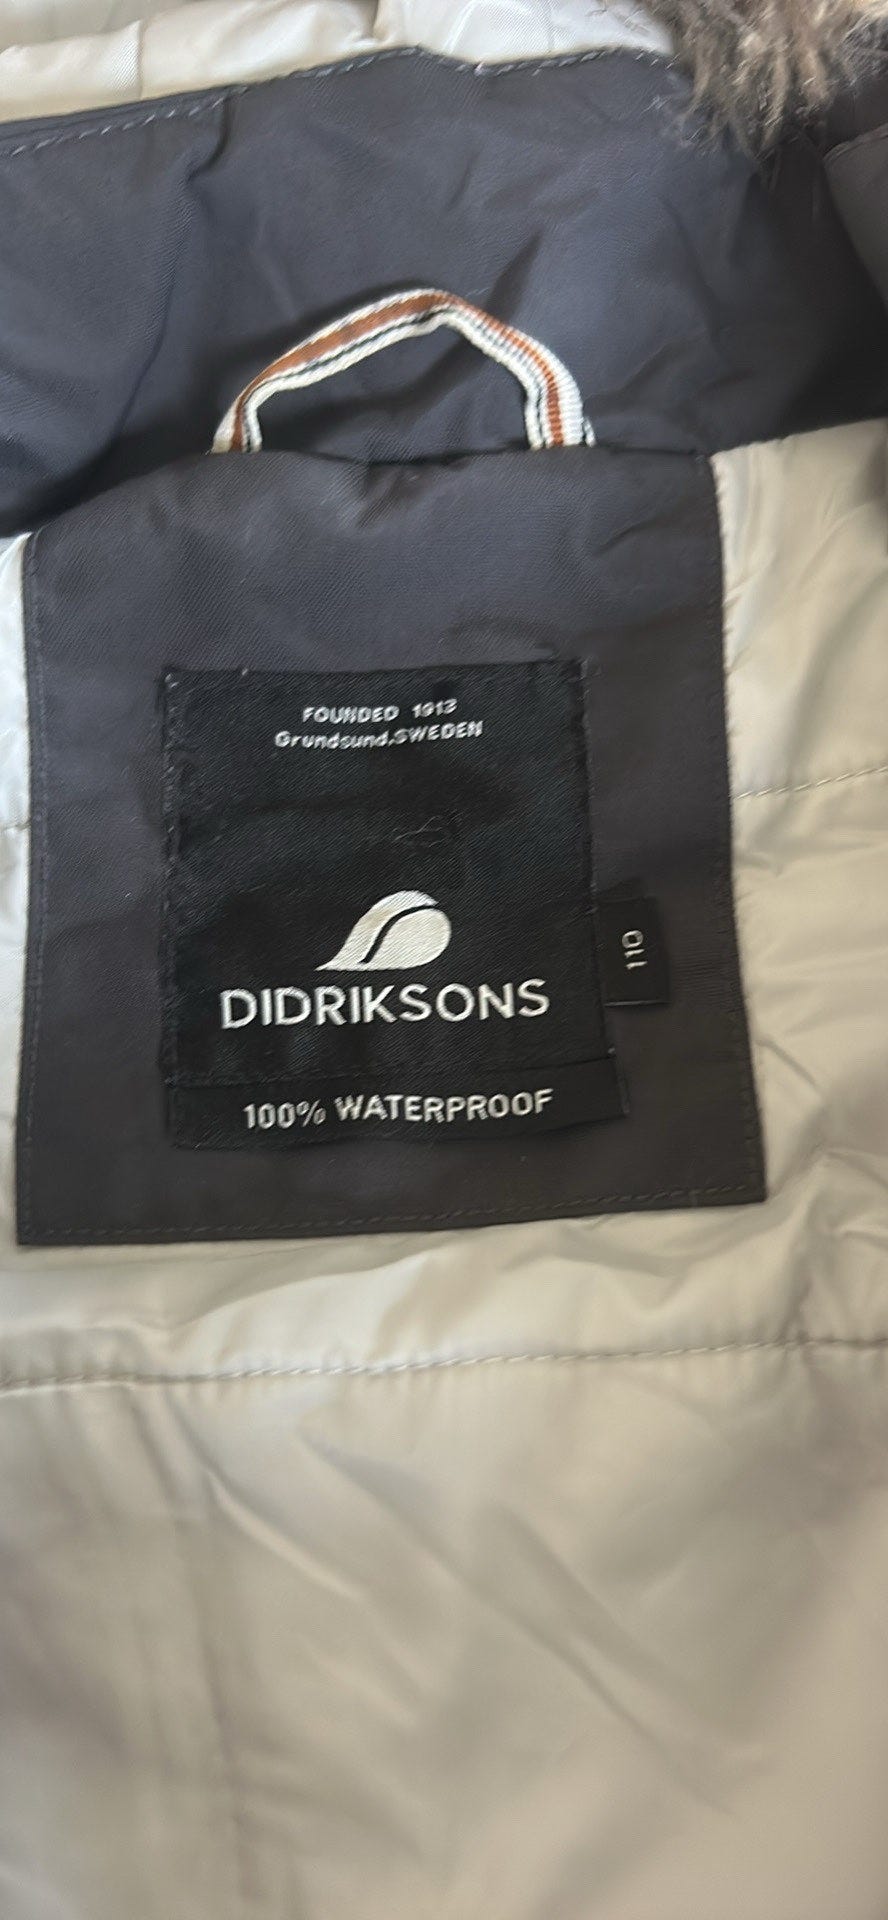 FOUNDED 1913
Grundsund,SWEDEN
DIDRIKSONS
110
100% WATERPROOF